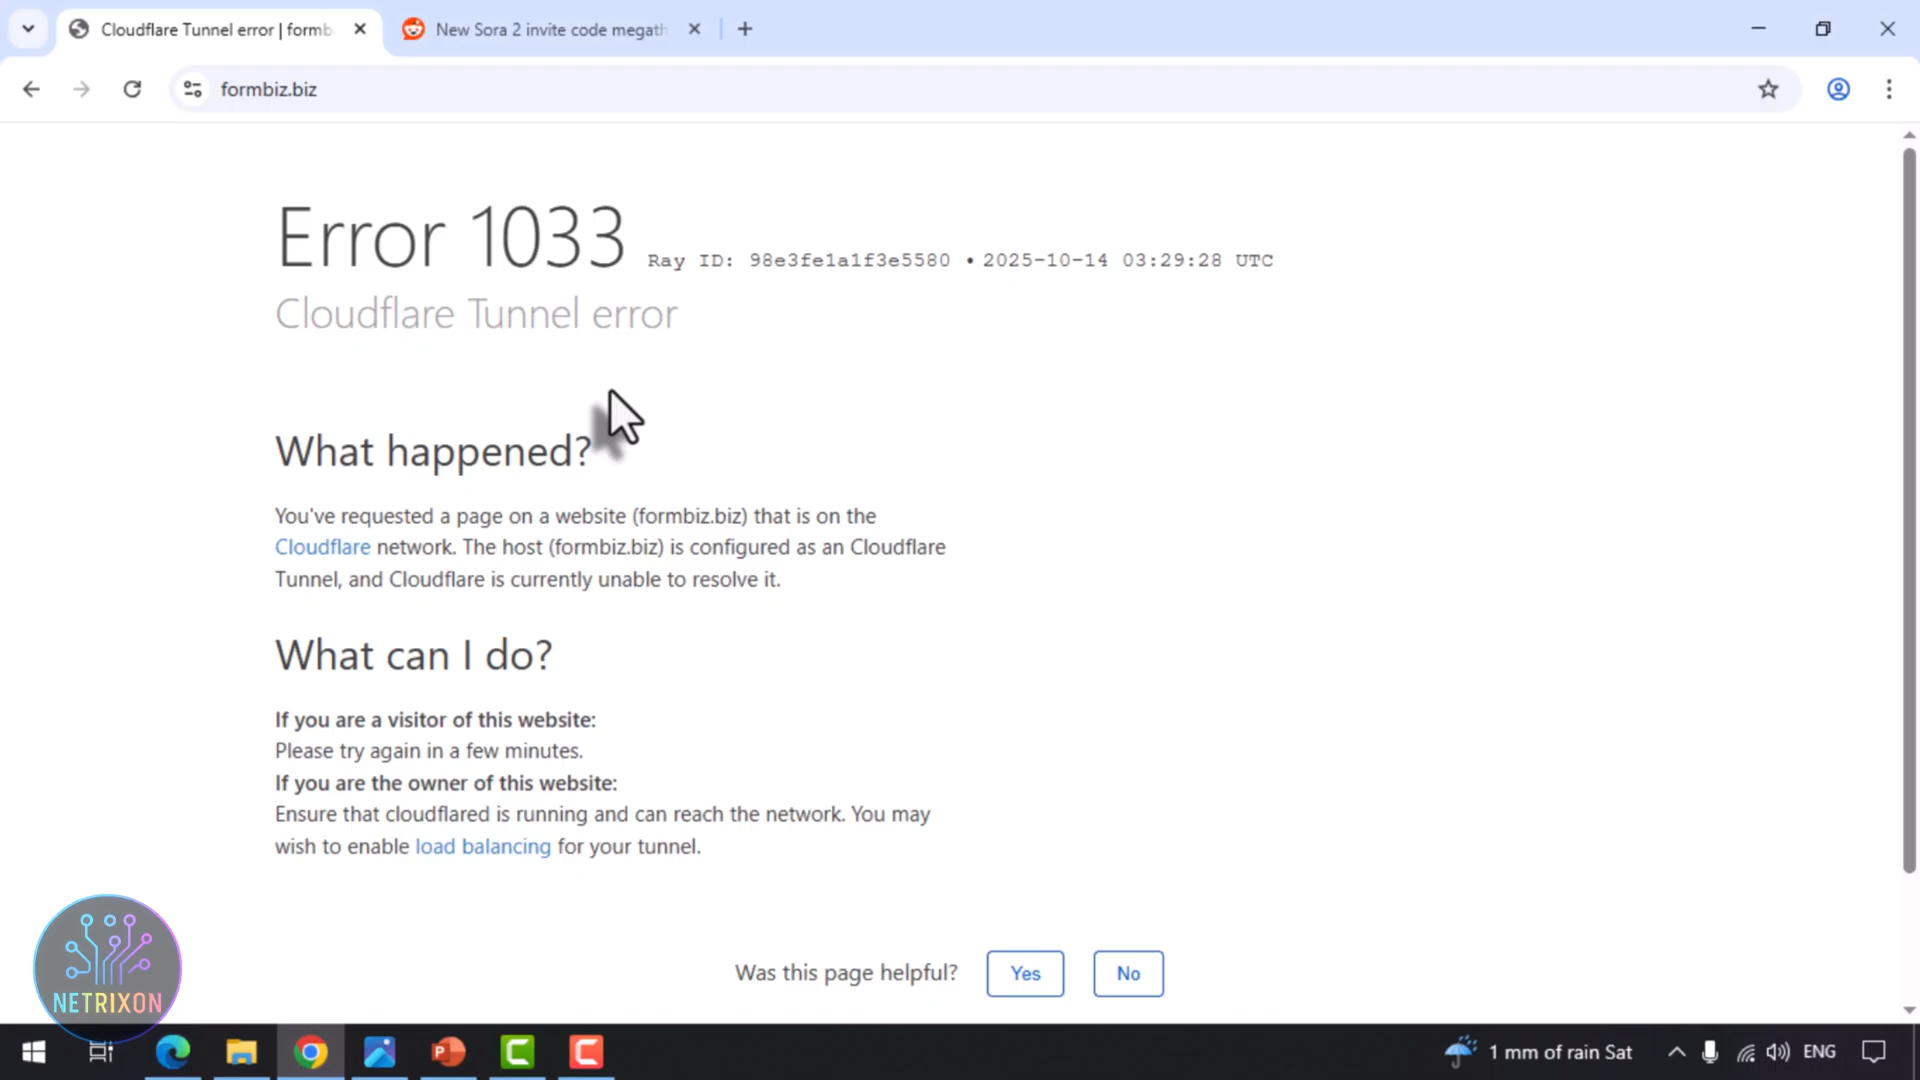 Cloudflare Tunnel error | formb
New Sora 2 invite code megath
formbiz.biz
Error 1033 Ray ID: 98e3fe1a1f3e5580 • 2025-10-14 03:29:28 UTC
Cloudflare Tunnel error
What happened?
You've requested a page on a website (formbiz.biz) that is on the
Cloudflare network. The host (formbiz.biz) is configured as an Cloudflare
Tunnel, and Cloudflare is currently unable to resolve it.
What can I do?
If you are a visitor of this website:
Please try again in a few minutes.
If you are the owner of this website:
Ensure that cloudflared is running and can reach the network. You may
wish to enable load balancing for your tunnel.
Was this page helpful? Yes No
NETRIXON
1 mm of rain Sat
ENG